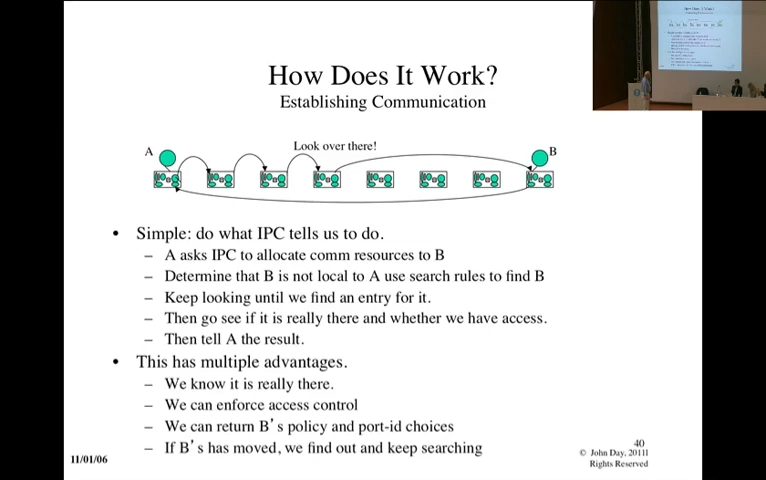 How Does It Work?
Establishing Communication
Look over there!
A
B
• Simple: do what IPC tells us to do.
– A asks IPC to allocate comm resources to B
– Determine that B is not local to A use search rules to find B
– Keep looking until we find an entry for it.
– Then go see if it is really there and whether we have access.
– Then tell A the result.
• This has multiple advantages.
– We know it is really there.
– We can enforce access control
– We can return B's policy and port-id choices
– If B's has moved, we find out and keep searching
11/01/06
40
© John Day, 2011l
Rights Reserved